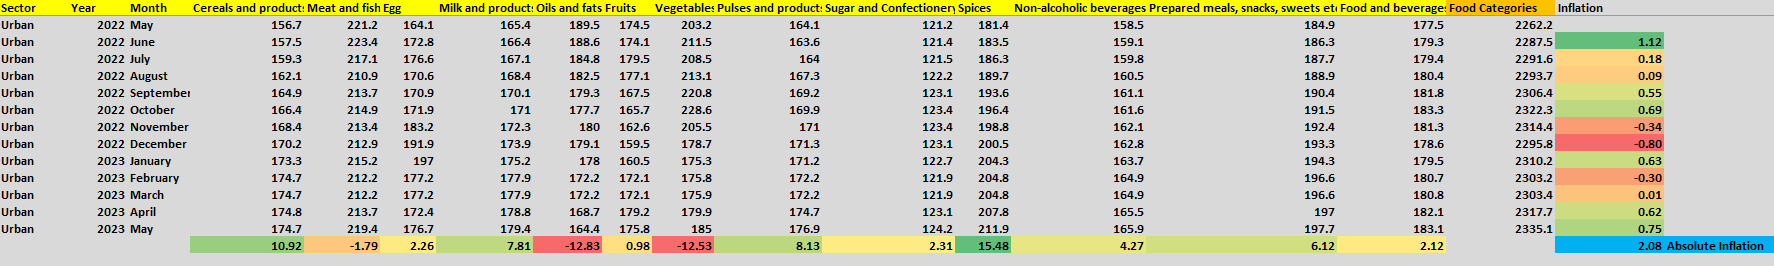 Sector Year Month Cereals and product Meat and fish Egg Milk and product Oils and fats Fruits Vegetables Pulses and product Sugar and Confectionery Spices Non-alcoholic beverages Prepared meals, snacks, sweets etc Food and beverages Food Categories Inflation
Urban 2022 May 156.7 221.2 164.1 165.4 189.5 174.5 203.2 164.1 121.2 181.4 158.5 184.9 177.5 2262.2
Urban 2022 June 157.5 223.4 172.8 166.4 188.6 174.1 211.5 163.6 121.4 183.5 159.1 186.3 179.3 2287.5 1.12
Urban 2022 July 159.3 217.1 176.6 167.1 184.8 179.5 208.5 164 121.5 186.3 159.8 187.7 179.4 2291.6 0.18
Urban 2022 August 162.1 210.9 170.6 168.4 182.5 177.1 213.1 167.3 122.2 189.7 160.5 188.9 180.4 2293.7 0.09
Urban 2022 September 164.9 213.7 170.9 170.1 179.3 167.5 220.8 169.2 123.1 193.6 161.1 190.4 181.8 2306.4 0.55
Urban 2022 October 166.4 214.9 171.9 171 177.7 165.7 228.6 169.9 123.4 196.4 161.6 191.5 183.3 2322.3 0.69
Urban 2022 November 168.4 213.4 183.2 172.3 180 162.6 205.5 171 123.4 198.8 162.1 192.4 181.3 2314.4 -0.34
Urban 2022 December 170.2 212.9 191.9 173.9 179.1 159.5 178.7 171.3 123.1 200.5 162.8 193.3 178.6 2295.8 -0.80
Urban 2023 January 173.3 215.2 197 175.2 178 160.5 175.3 171.2 122.7 204.3 163.7 194.3 179.5 2310.2 0.63
Urban 2023 February 174.7 212.2 177.2 177.9 172.2 172.1 175.8 172.2 121.9 204.8 164.9 196.6 180.7 2303.2 -0.30
Urban 2023 March 174.7 212.2 177.2 177.9 172.2 172.1 175.9 172.2 121.9 204.8 164.9 196.6 180.8 2303.4 0.01
Urban 2023 April 174.8 213.7 172.4 178.8 168.7 179.2 179.9 174.7 123.1 207.8 165.5 197 182.1 2317.7 0.62
Urban 2023 May 174.7 219.4 176.7 179.4 164.4 175.8 185 176.9 124.2 211.9 165.9 197.7 183.1 2335.1 0.75
10.92 -1.79 2.26 7.81 -12.83 0.98 -12.53 8.13 2.31 15.48 4.27 6.12 2.12 2.08 Absolute Inflation